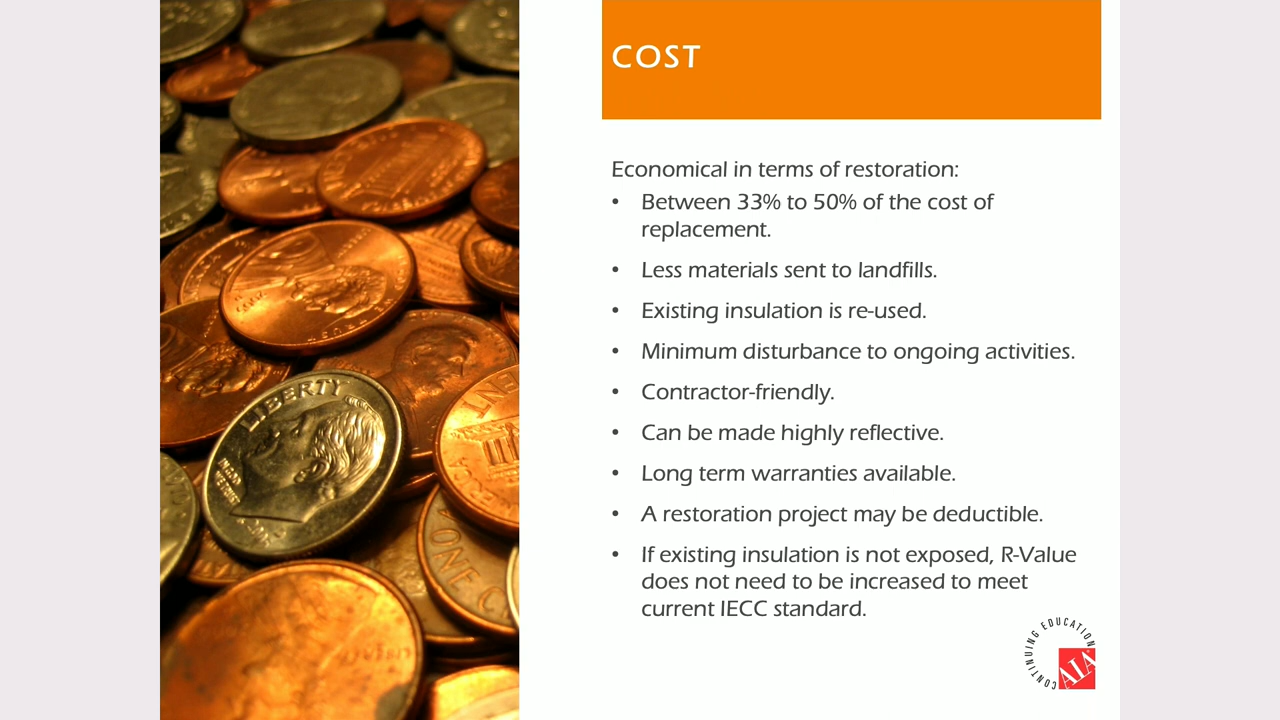 COST
Economical in terms of restoration:
• Between 33% to 50% of the cost of
replacement.
• Less materials sent to landfills.
• Existing insulation is re-used.
• Minimum disturbance to ongoing activities.
• Contractor-friendly.
• Can be made highly reflective.
• Long term warranties available.
• A restoration project may be deductible.
• If existing insulation is not exposed, R-Value
does not need to be increased to meet
current IECC standard.
CONTINUING EDUCATION
AIA
LIBERTY
ONE C